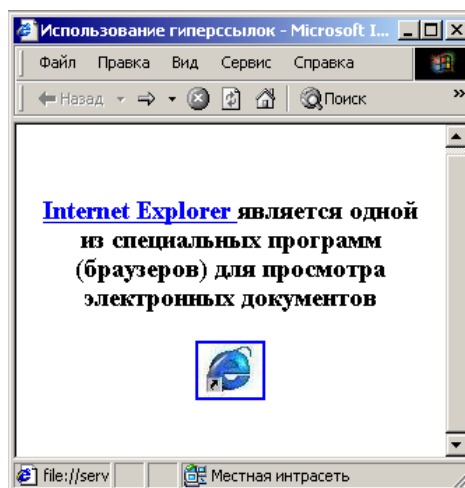 Использование гиперссылок - Microsoft I...
Файл Правка Вид Сервис Справка
Назад Поиск »
Internet Explorer является одной
из специальных программ
(браузеров) для просмотра
электронных документов
file://serv Местная интрасеть